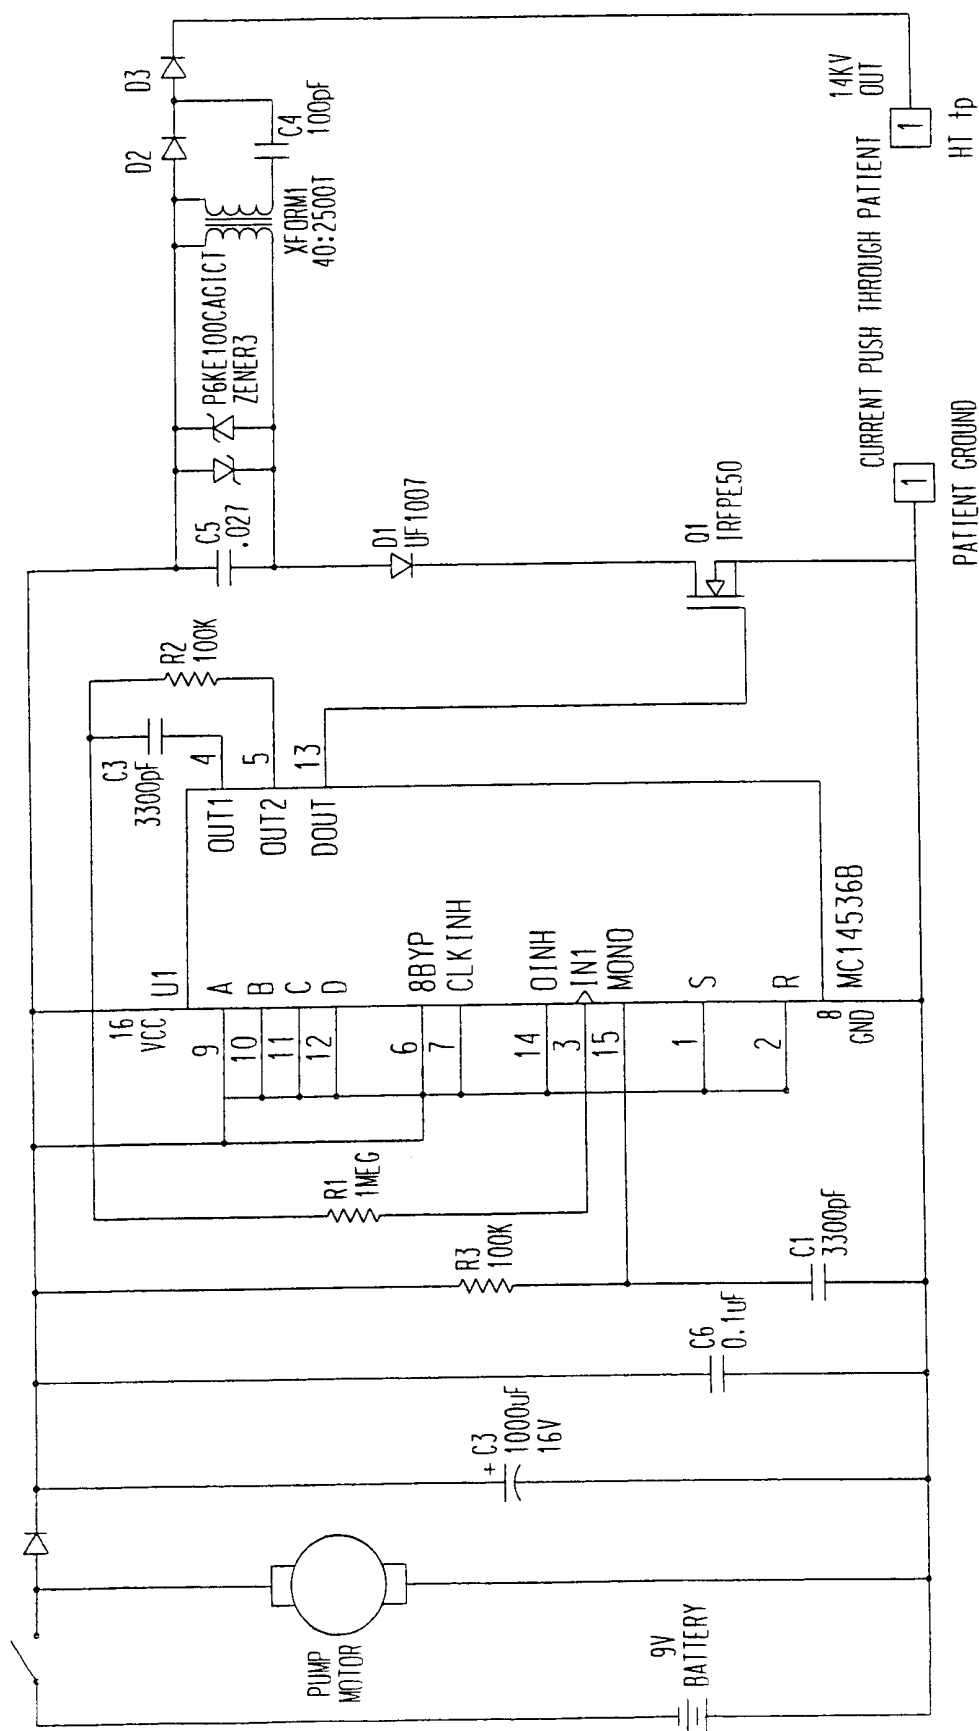 9V
BATTERY
PUMP
MOTOR
+
C3
1000uF
16V
C6
0.1uF
R3
100K
C1
3300pF
R1
1MEG
16
VCC
U1
9
A
10
B
11
C
12
D
6
8BYP
7
CLKINH
14
OINH
3
IN1
15
MONO
1
S
2
R
8
GND
MC14536B
OUT1
4
OUT2
5
DOUT
13
C3
3300pF
R2
100K
C5
.027
P6KE100CAGICT
ZENER3
D1
UF1007
Q1
IRFPE50
XFORM1
40:2500T
D2
D3
C4
100pF
14KV
OUT
CURRENT PUSH THROUGH PATIENT
1
PATIENT GROUND
1
HT tp